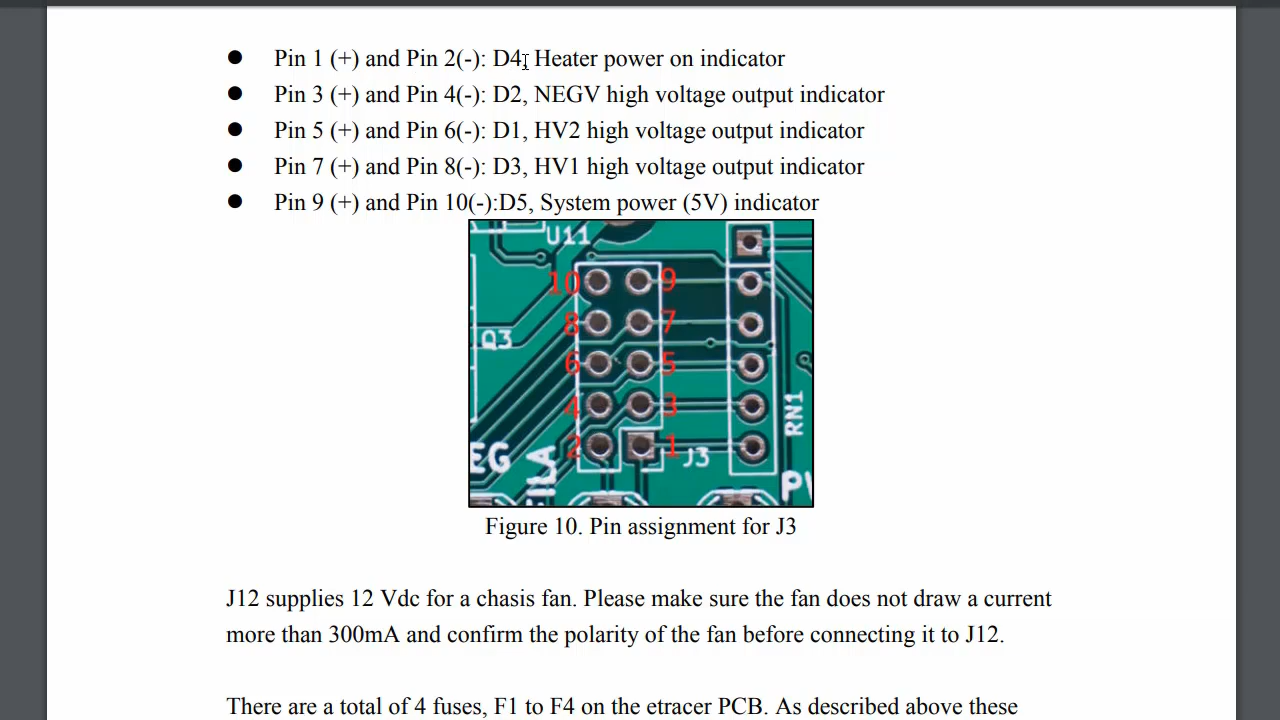 ● Pin 1 (+) and Pin 2(-): D4, Heater power on indicator
● Pin 3 (+) and Pin 4(-): D2, NEGV high voltage output indicator
● Pin 5 (+) and Pin 6(-): D1, HV2 high voltage output indicator
● Pin 7 (+) and Pin 8(-): D3, HV1 high voltage output indicator
● Pin 9 (+) and Pin 10(-):D5, System power (5V) indicator
U11
10 9
8 7
Q3
6 5
4 3
RN1
2 1
EG
ILA
J3
Figure 10. Pin assignment for J3
J12 supplies 12 Vdc for a chasis fan. Please make sure the fan does not draw a current
more than 300mA and confirm the polarity of the fan before connecting it to J12.
There are a total of 4 fuses, F1 to F4 on the etracer PCB. As described above these